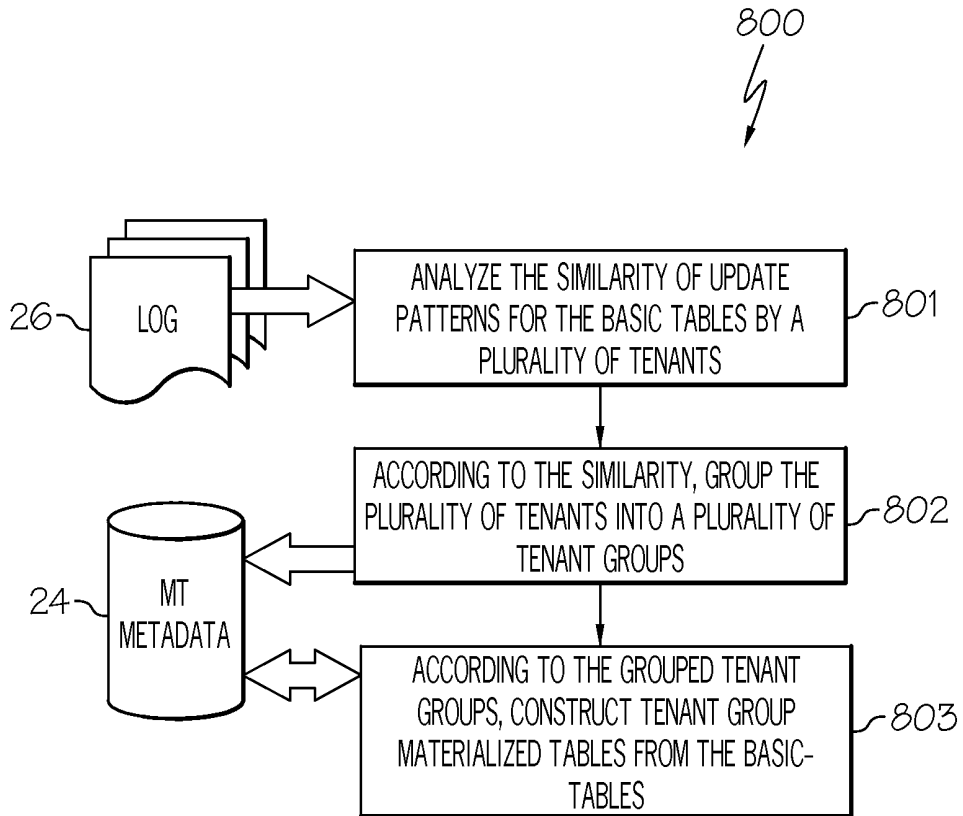 800
26
LOG
ANALYZE THE SIMILARITY OF UPDATE
PATTERNS FOR THE BASIC TABLES BY A
PLURALITY OF TENANTS
801
ACCORDING TO THE SIMILARITY, GROUP THE
PLURALITY OF TENANTS INTO A PLURALITY OF
TENANT GROUPS
802
24
MT
METADATA
ACCORDING TO THE GROUPED TENANT
GROUPS, CONSTRUCT TENANT GROUP
MATERIALIZED TABLES FROM THE BASIC-
TABLES
803